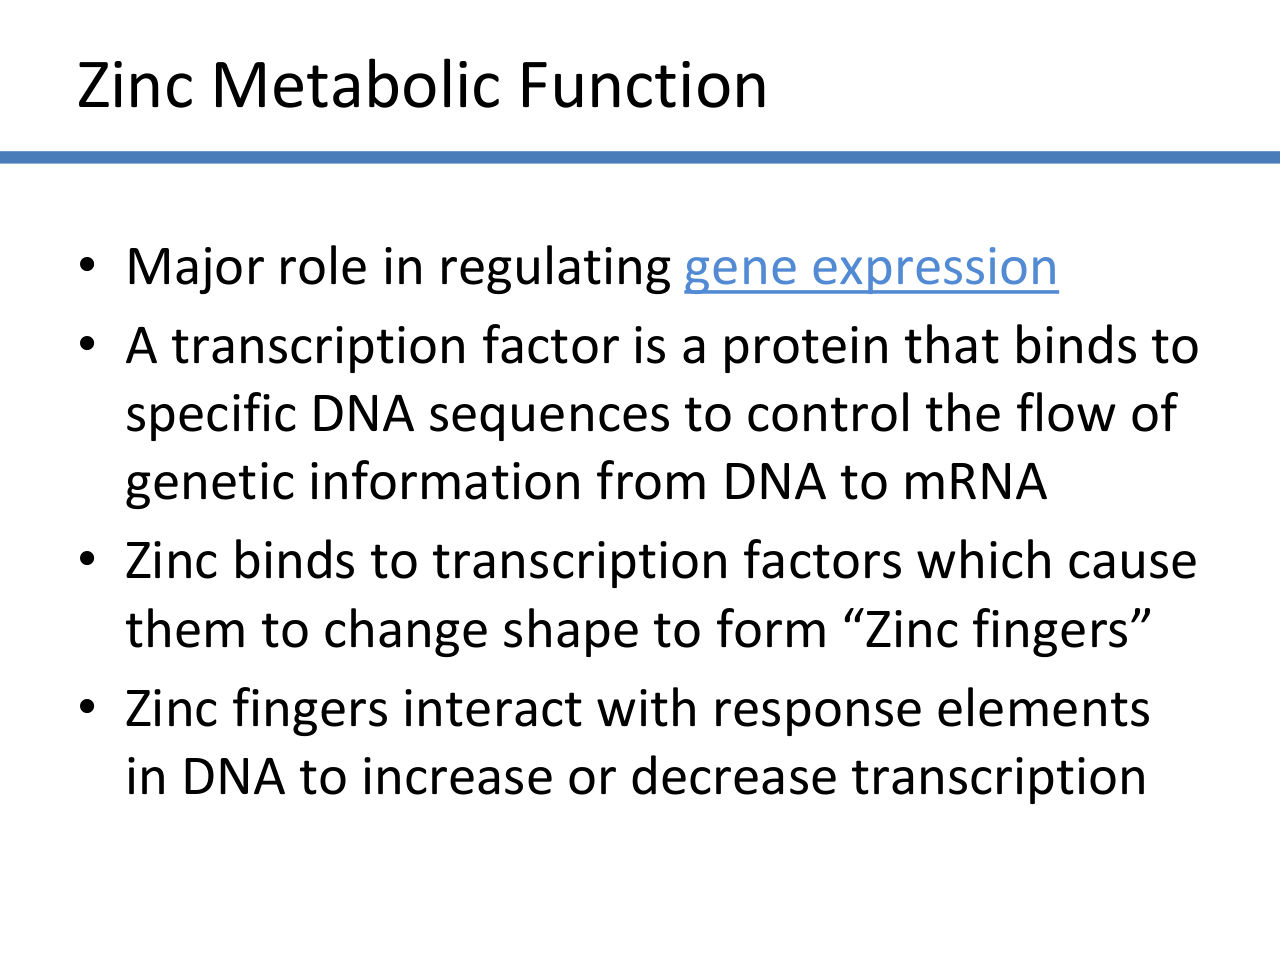 Zinc Metabolic Function
• Major role in regulating gene expression
• A transcription factor is a protein that binds to
specific DNA sequences to control the flow of
genetic information from DNA to mRNA
• Zinc binds to transcription factors which cause
them to change shape to form “Zinc fingers”
• Zinc fingers interact with response elements
in DNA to increase or decrease transcription